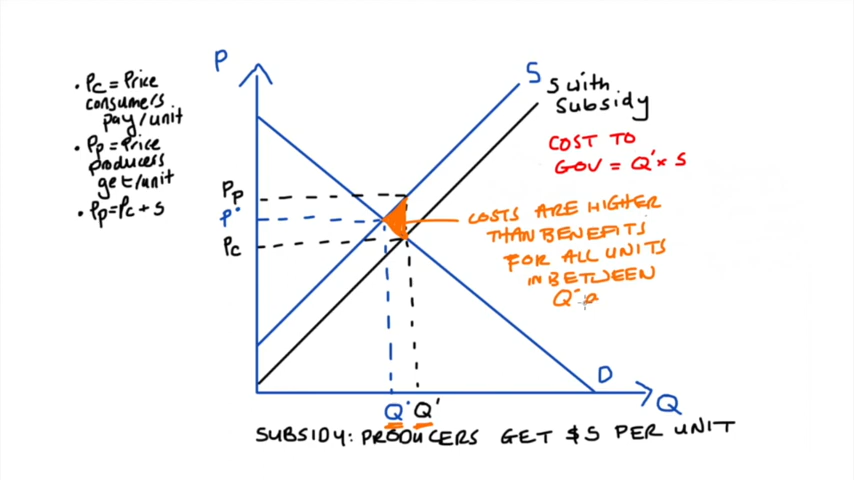 P
• Pc = Price
consumers
pay/unit
• Pp = Price
producers
get/unit
• Pp = Pc + S
S
S with
Subsidy
COST TO
GOV = Q' x S
Pp
P*
Pc
COSTS ARE HIGHER
THAN BENEFITS
FOR ALL UNITS
IN BETWEEN
Q* a
D
Q* Q'
Q
SUBSIDY: PRODUCERS GET $S PER UNIT